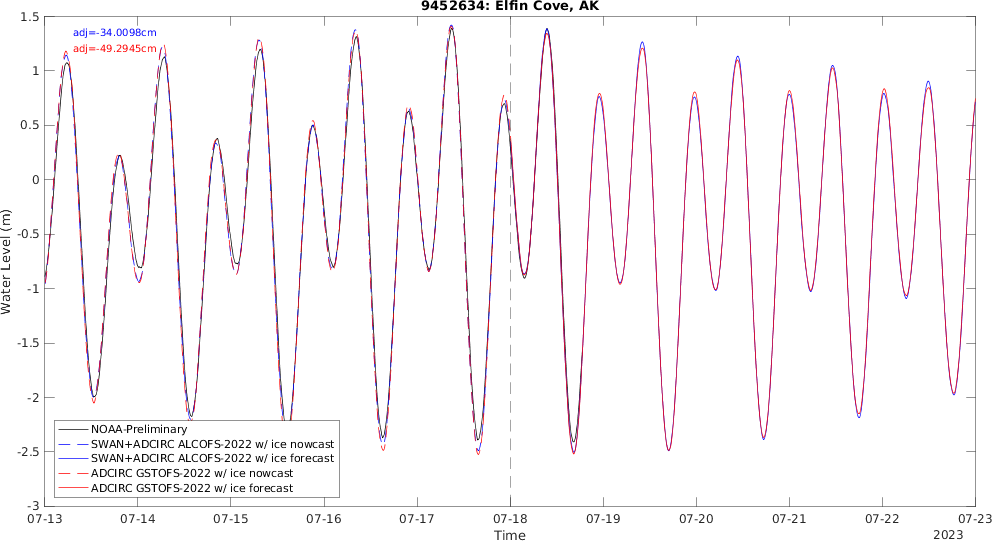 9452634: Elfin Cove, AK
adj=-34.0098cm
adj=-49.2945cm
1.5
1
0.5
0
-0.5
-1
-1.5
-2
-2.5
-3
Water Level (m)
NOAA-Preliminary
SWAN+ADCIRC ALCOFS-2022 w/ ice nowcast
SWAN+ADCIRC ALCOFS-2022 w/ ice forecast
ADCIRC GSTOFS-2022 w/ ice nowcast
ADCIRC GSTOFS-2022 w/ ice forecast
07-13 07-14 07-15 07-16 07-17 07-18 07-19 07-20 07-21 07-22 07-23
Time
2023